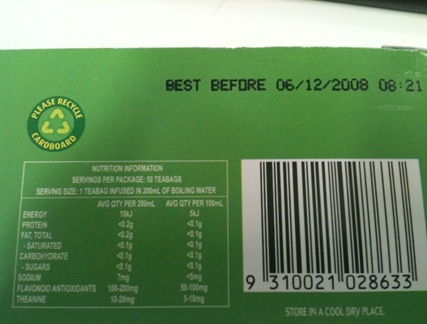 BEST BEFORE 06/12/2008 08:21
PLEASE RECYCLE
CARDBOARD
NUTRITION INFORMATION
SERVINGS PER PACKAGE: 50 TEABAGS
SERVING SIZE: 1 TEABAG INFUSED IN 200mL OF BOILING WATER
AVG QTY PER 200mL AVG QTY PER 100mL
ENERGY 10kJ 5kJ
PROTEIN <0.2g <0.1g
FAT, TOTAL <0.2g <0.1g
- SATURATED <0.1g <0.1g
CARBOHYDRATE <0.1g <0.1g
- SUGARS <0.1g <0.1g
SODIUM 7mg <5mg
FLAVONOID ANTIOXIDANTS 100-200mg 50-100mg
THEANINE 10-20mg 5-10mg
9 310021 028633
STORE IN A COOL DRY PLACE.